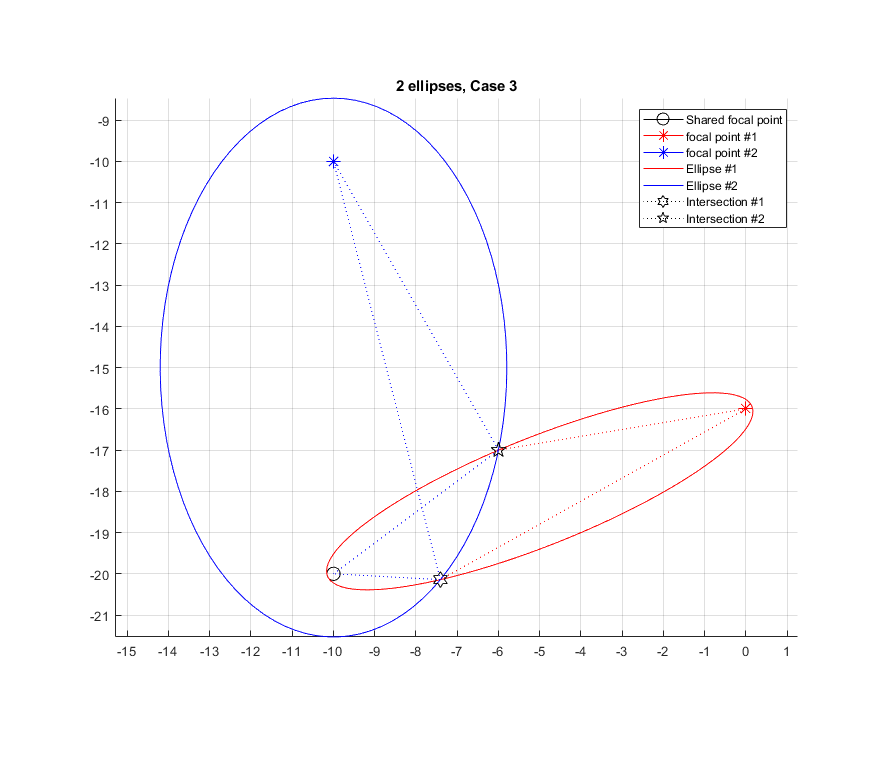 2 ellipses, Case 3
Shared focal point
focal point #1
focal point #2
Ellipse #1
Ellipse #2
Intersection #1
Intersection #2
-9
-10
-11
-12
-13
-14
-15
-16
-17
-18
-19
-20
-21
-15 -14 -13 -12 -11 -10 -9 -8 -7 -6 -5 -4 -3 -2 -1 0 1